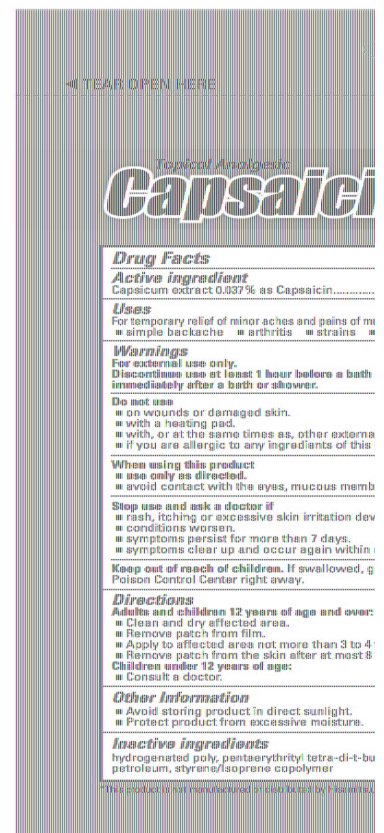 ◀ TEAR OPEN HERE
Topical Analgesic
Capsaici
Drug Facts
Active ingredient
Capsicum extract 0.037% as Capsaicin.............
Uses
For temporary relief of minor aches and pains of m
■ simple backache ■ arthritis ■ strains ■
Warnings
For external use only.
Discontinue use at least 1 hour before a bath
immediately after a bath or shower.
Do not use
■ on wounds or damaged skin.
■ with a heating pad.
■ with, or at the same times as, other externa
■ if you are allergic to any ingredients of this
When using this product
■ use only as directed.
■ avoid contact with the eyes, mucous memb
Stop use and ask a doctor if
■ rash, itching or excessive skin irritation dev
■ conditions worsen.
■ symptoms persist for more than 7 days.
■ symptoms clear up and occur again within
Keep out of reach of children. If swallowed, g
Poison Control Center right away.
Directions
Adults and children 12 years of age and over:
■ Clean and dry affected area.
■ Remove patch from film.
■ Apply to affected area not more than 3 to 4
■ Remove patch from the skin after at most 8
Children under 12 years of age:
■ Consult a doctor.
Other Information
■ Avoid storing product in direct sunlight.
■ Protect product from excessive moisture.
Inactive ingredients
hydrogenated poly, pentaerythrityl tetra-di-t-bu
petroleum, styrene/isoprene copolymer
*This product is not manufactured or distributed by Hisamitsu,